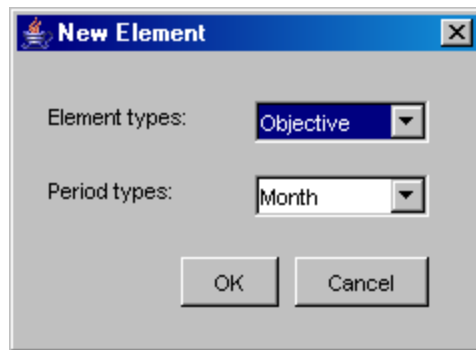 New Element
Element types: Objective
Period types: Month
OK Cancel